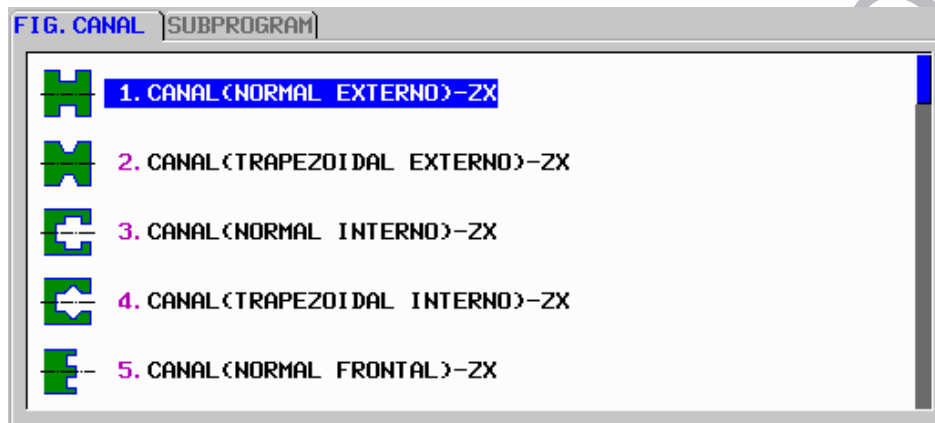 FIG. CANAL SUBPROGRAM
1. CANAL(NORMAL EXTERNO)-ZX
2. CANAL(TRAPEZOIDAL EXTERNO)-ZX
3. CANAL(NORMAL INTERNO)-ZX
4. CANAL(TRAPEZOIDAL INTERNO)-ZX
5. CANAL(NORMAL FRONTAL)-ZX